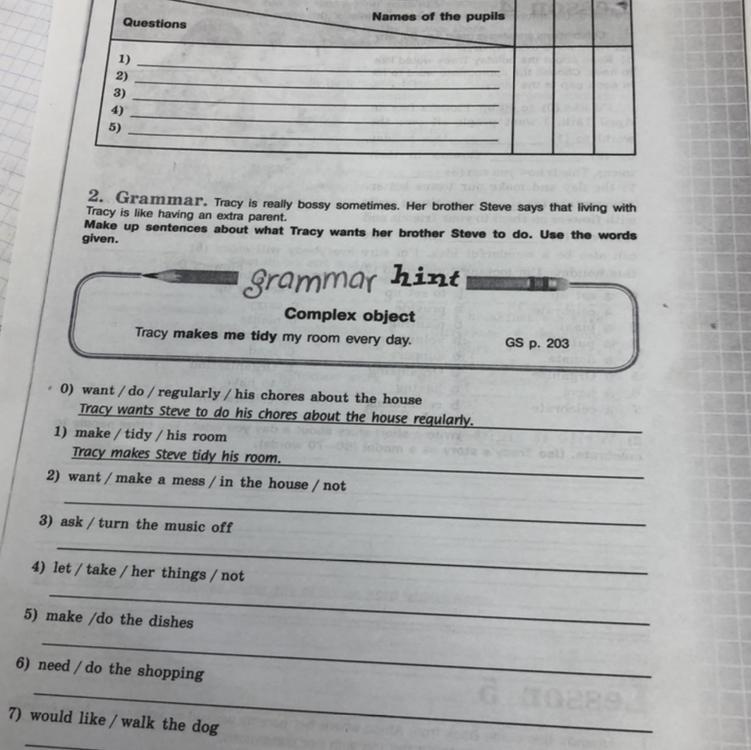 Names of the pupils
Questions
1)
2)
3)
4)
5)
2. Grammar. Tracy is really bossy sometimes. Her brother Steve says that living with
Tracy is like having an extra parent.
Make up sentences about what Tracy wants her brother Steve to do. Use the words
given.
grammar hint
Complex object
Tracy makes me tidy my room every day. GS p. 203
0) want / do / regularly / his chores about the house
Tracy wants Steve to do his chores about the house regularly.
1) make / tidy / his room
Tracy makes Steve tidy his room.
2) want / make a mess / in the house / not
3) ask / turn the music off
4) let / take / her things / not
5) make /do the dishes
6) need / do the shopping
7) would like / walk the dog
Lesson 5